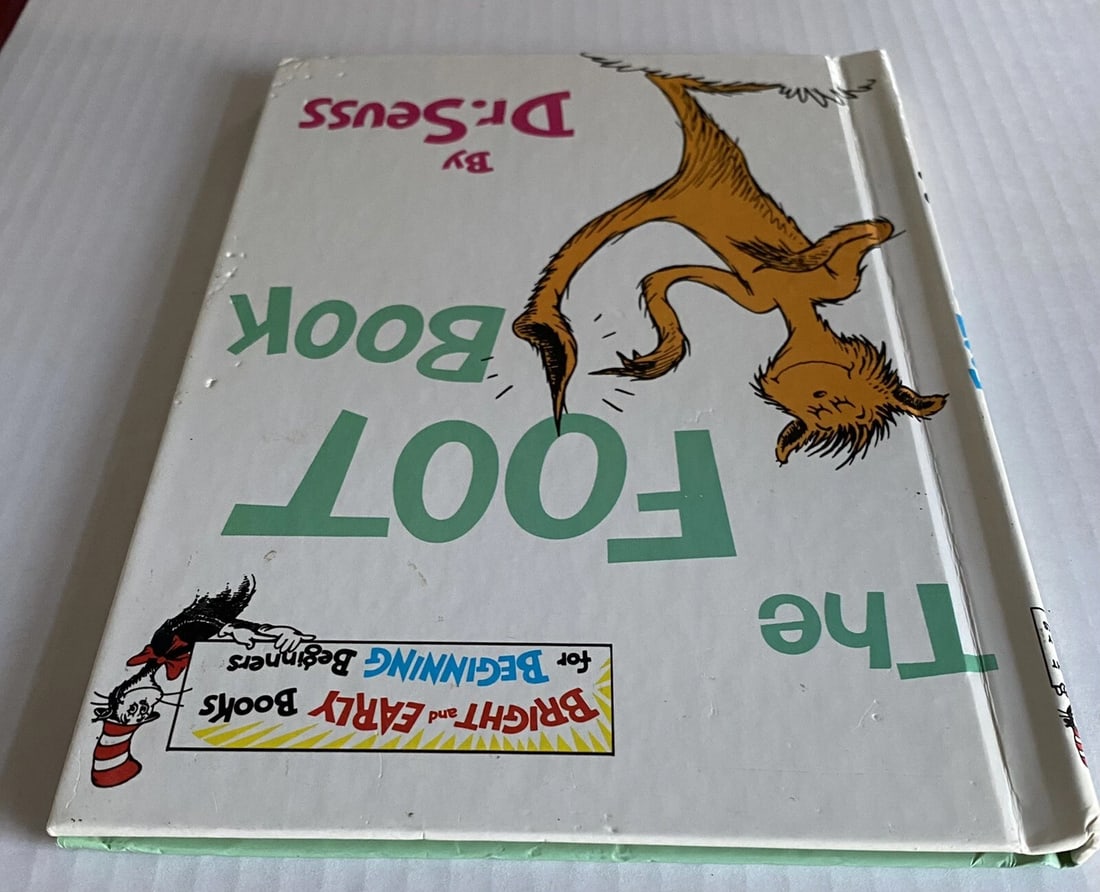 BRIGHT and EARLY Books
for BEGINNING Beginners
The
FOOT
BOOK
By
Dr. Seuss